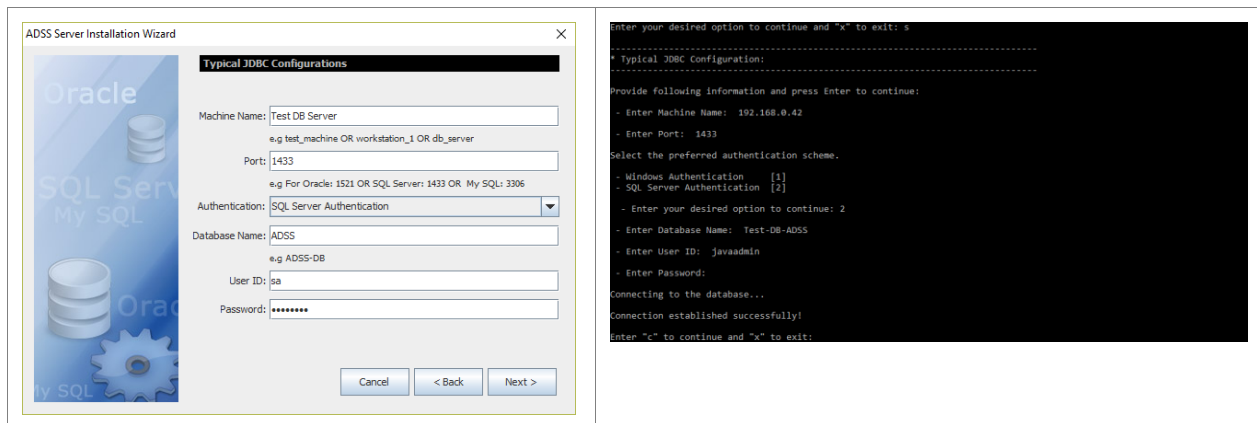 ADSS Server Installation Wizard
Typical JDBC Configurations
Oracle
SQL Serv
My SQL
Orac
My SQL
Machine Name: Test DB Server
e.g test_machine OR workstation_1 OR db_server
Port: 1433
e.g For Oracle: 1521 OR SQL Server: 1433 OR My SQL: 3306
Authentication: SQL Server Authentication
Database Name: ADSS
e.g ADSS-DB
User ID: sa
Password: ••••••••
Cancel
< Back
Next >
Enter your desired option to continue and "x" to exit: s
--------------------------------------------------------------------------------
* Typical JDBC Configuration:
--------------------------------------------------------------------------------
Provide following information and press Enter to continue:
- Enter Machine Name: 192.168.0.42
- Enter Port: 1433
Select the preferred authentication scheme.
- Windows Authentication [1]
- SQL Server Authentication [2]
- Enter your desired option to continue: 2
- Enter Database Name: Test-DB-ADSS
- Enter User ID: javaadmin
- Enter Password:
Connecting to the database...
Connection established successfully!
Enter "c" to continue and "x" to exit: